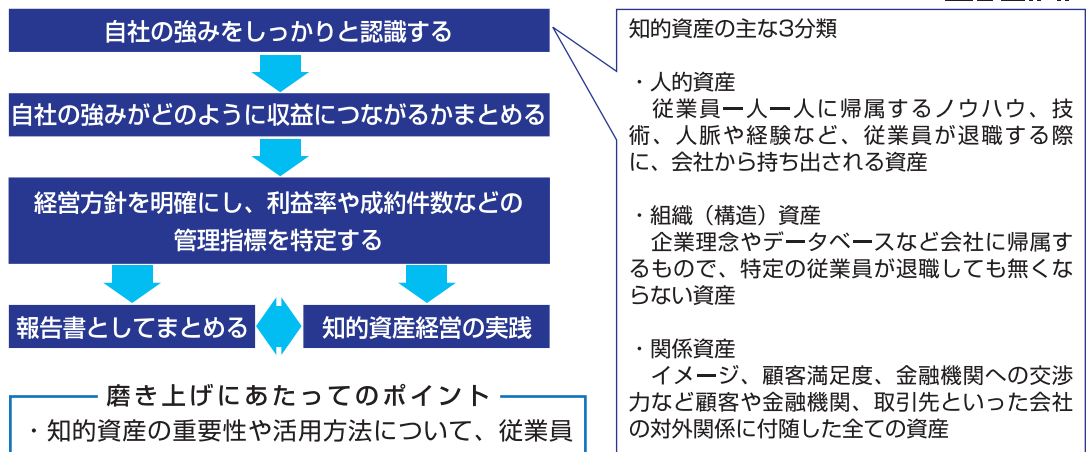 自社の強みをしっかりと認識する
自社の強みがどのように収益につながるかまとめる
経営方針を明確にし、利益率や成約件数などの
管理指標を特定する
報告書としてまとめる
知的資産経営の実践
磨き上げにあたってのポイント
・知的資産の重要性や活用方法について、従業員
知的資産の主な3分類
・人的資産
従業員一人一人に帰属するノウハウ、技
術、人脈や経験など、従業員が退職する際
に、会社から持ち出される資産
・組織（構造）資産
企業理念やデータベースなど会社に帰属す
るもので、特定の従業員が退職しても無くな
らない資産
・関係資産
イメージ、顧客満足度、金融機関への交渉
力など顧客や金融機関、取引先といった会社
の対外関係に付随した全ての資産